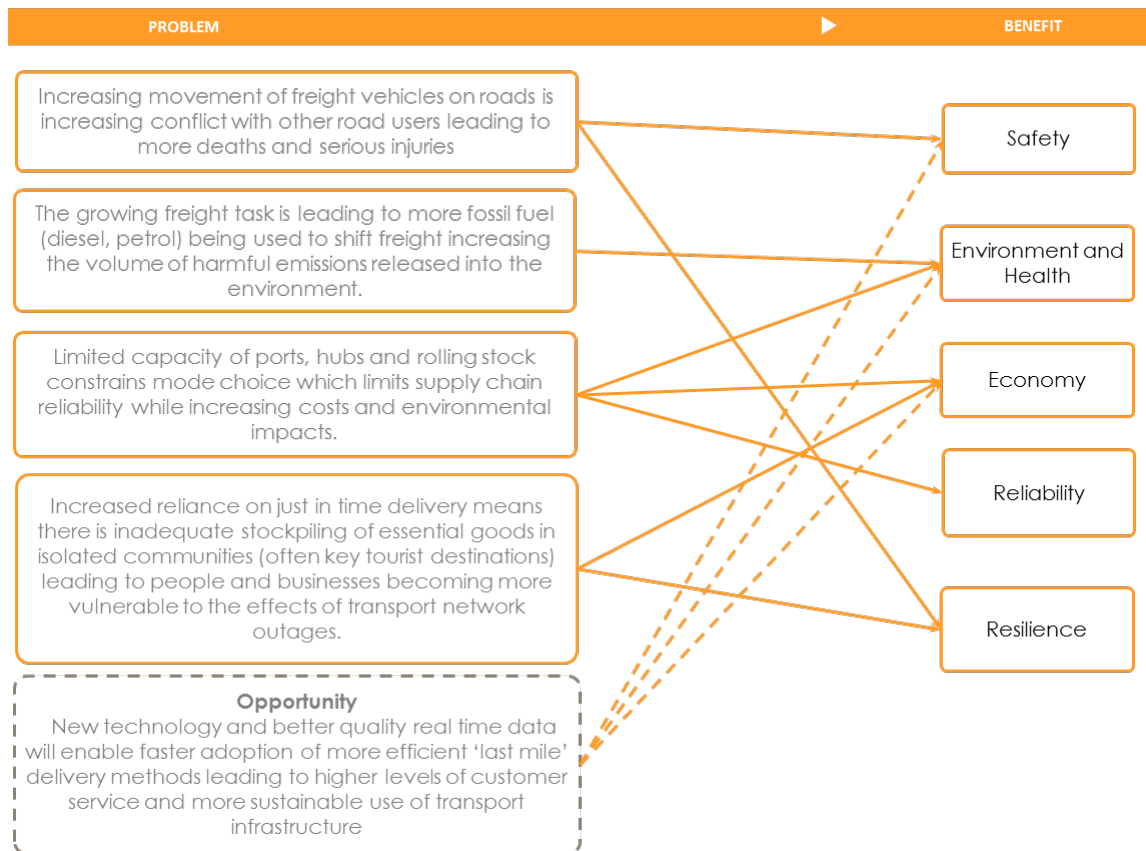 PROBLEM
BENEFIT
Increasing movement of freight vehicles on roads is
increasing conflict with other road users leading to
more deaths and serious injuries
The growing freight task is leading to more fossil fuel
(diesel, petrol) being used to shift freight increasing
the volume of harmful emissions released into the
environment.
Limited capacity of ports, hubs and rolling stock
constrains mode choice which limits supply chain
reliability while increasing costs and environmental
impacts.
Increased reliance on just in time delivery means
there is inadequate stockpiling of essential goods in
isolated communities (often key tourist destinations)
leading to people and businesses becoming more
vulnerable to the effects of transport network
outages.
Opportunity
New technology and better quality real time data
will enable faster adoption of more efficient ‘last mile’
delivery methods leading to higher levels of customer
service and more sustainable use of transport
infrastructure
Safety
Environment and
Health
Economy
Reliability
Resilience